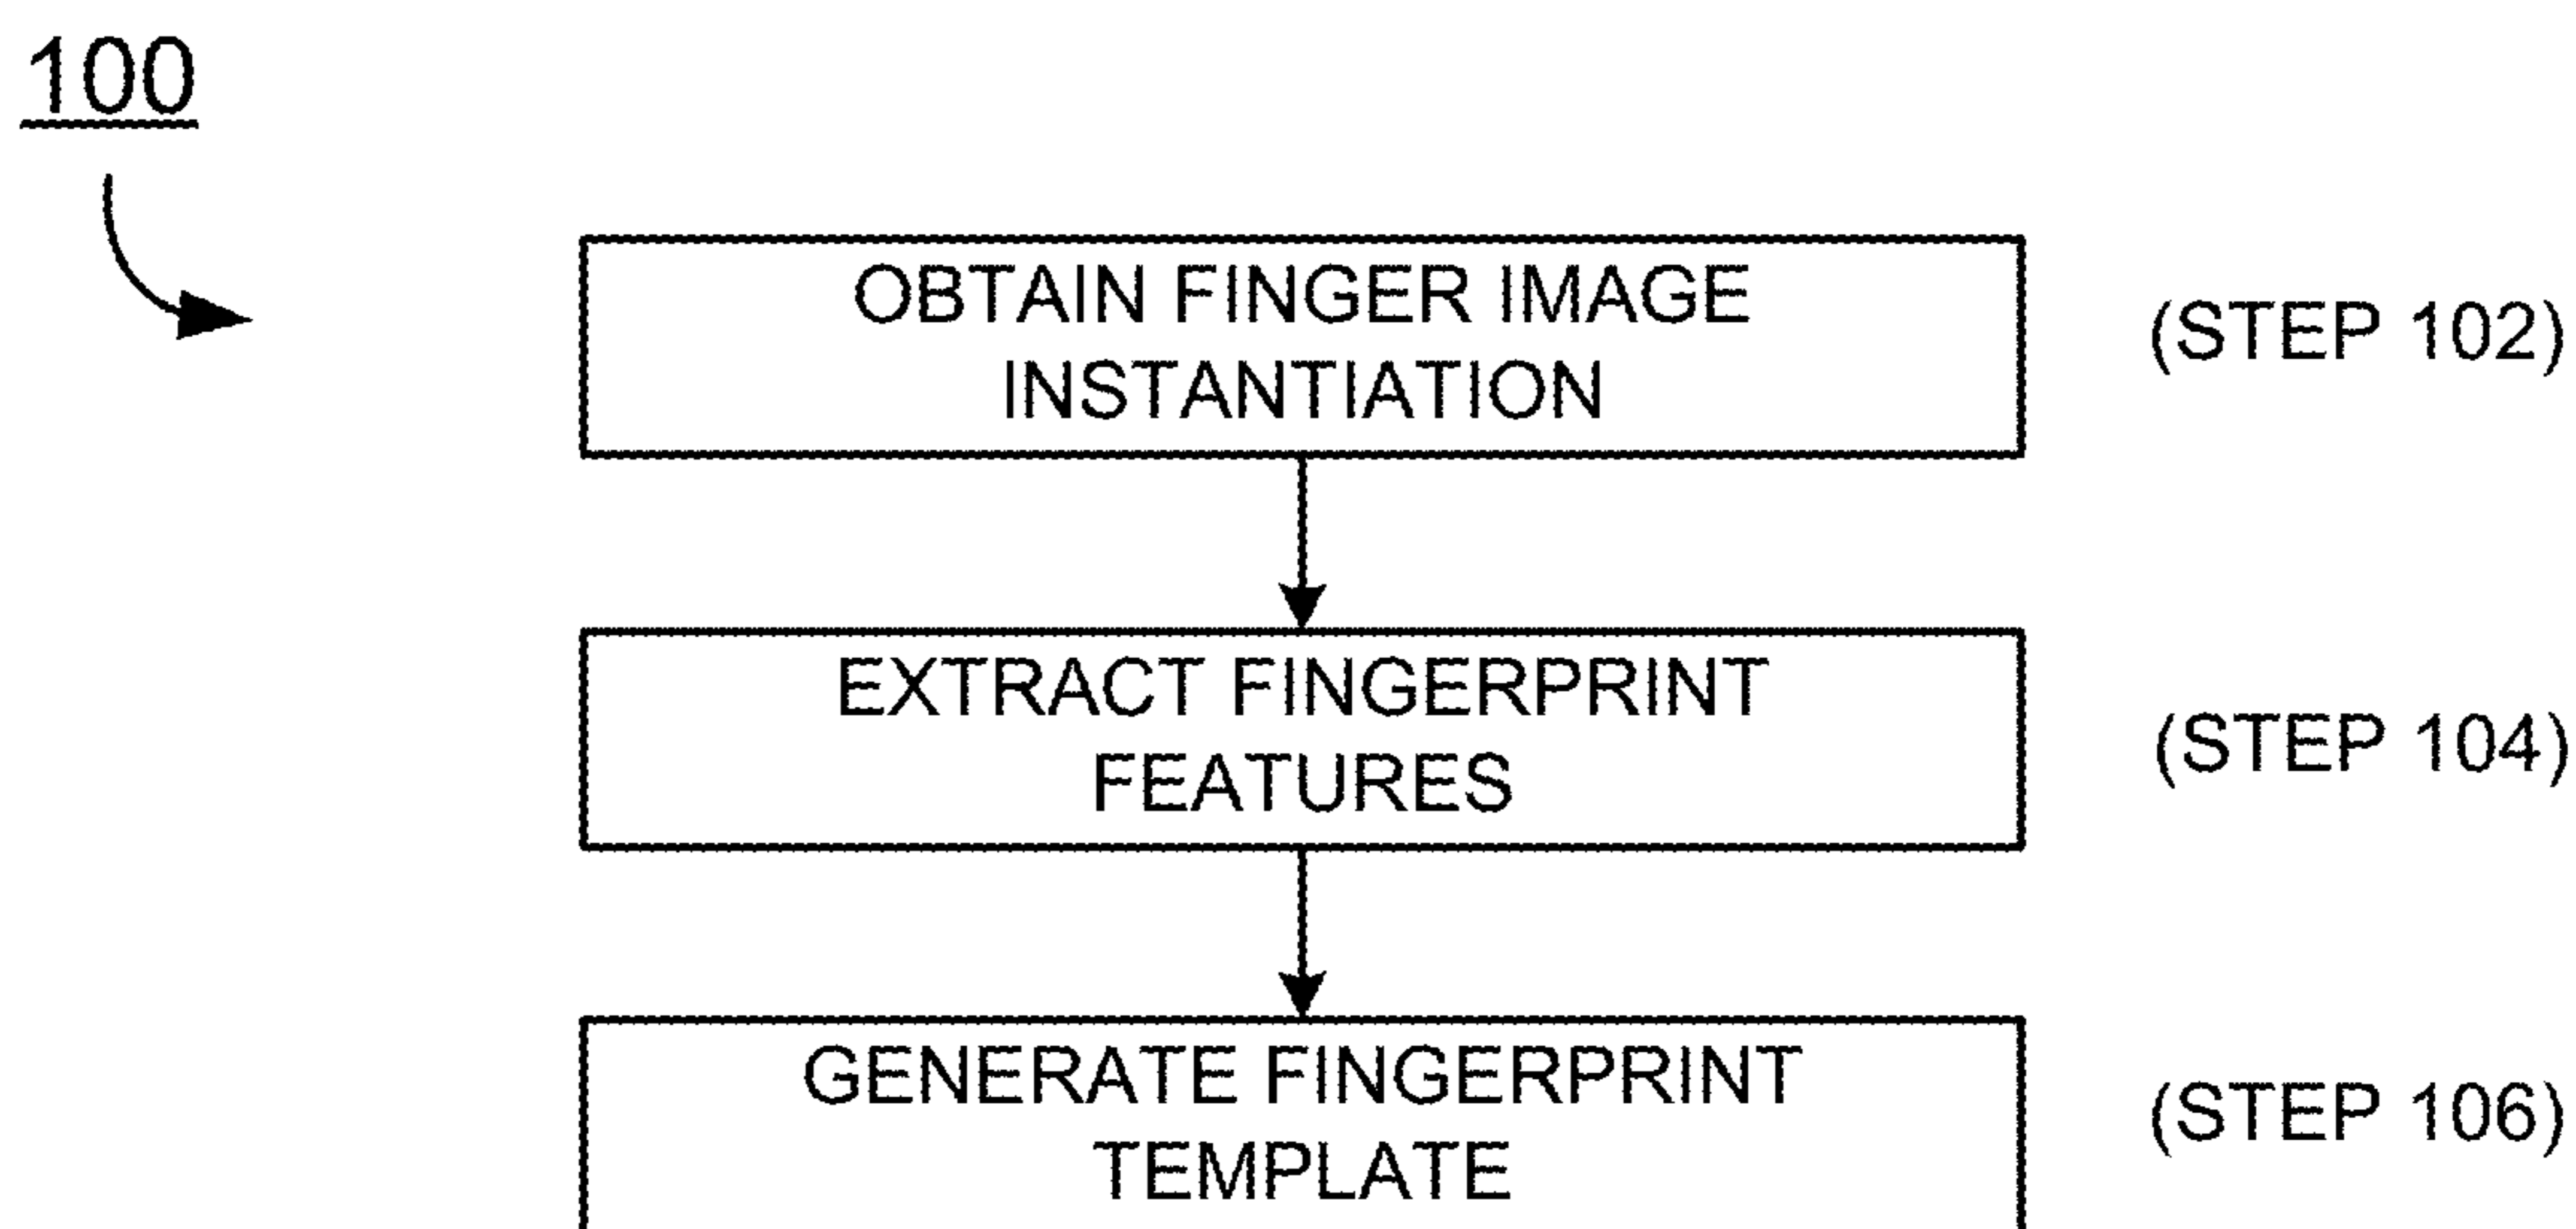 100
OBTAIN FINGER IMAGE
INSTANTIATION
(STEP 102)
EXTRACT FINGERPRINT
FEATURES
(STEP 104)
GENERATE FINGERPRINT
TEMPLATE
(STEP 106)